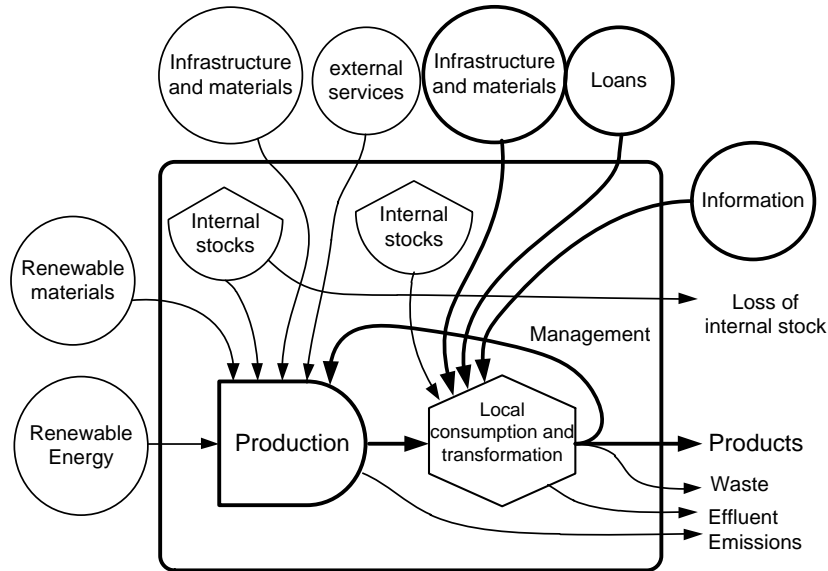 Infrastructure
and materials
external
services
Infrastructure
and materials
Loans
Information
Internal
stocks
Internal
stocks
Renewable
materials
Loss of
internal stock
Management
Renewable
Energy
Production
Local
consumption and
transformation
Products
Waste
Effluent
Emissions